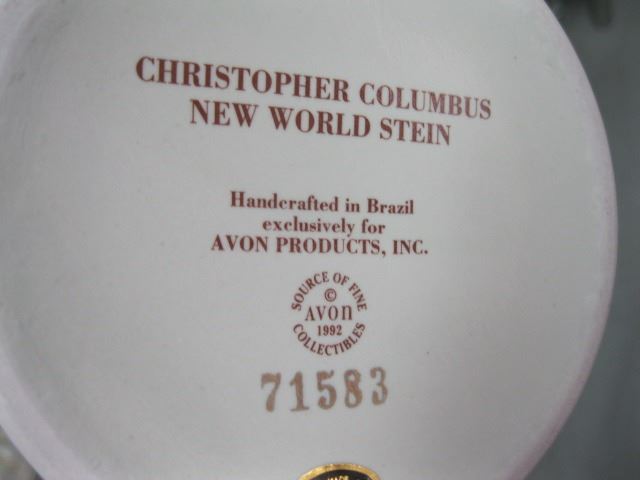 CHRISTOPHER COLUMBUS
NEW WORLD STEIN
Handcrafted in Brazil
exclusively for
AVON PRODUCTS, INC.
SOURCE OF FINE
©
AVON
1992
COLLECTIBLES
71583